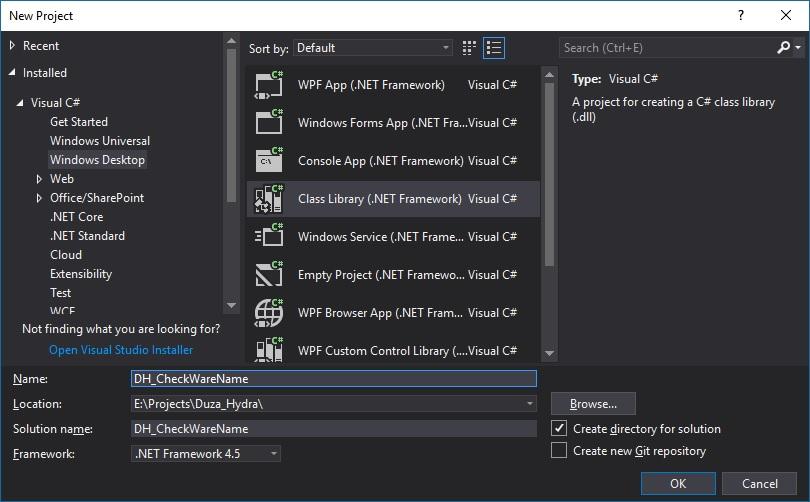 New Project
?
Recent
Installed
Visual C#
Get Started
Windows Universal
Windows Desktop
Web
Office/SharePoint
.NET Core
.NET Standard
Cloud
Extensibility
Test
WCF
Not finding what you are looking for?
Open Visual Studio Installer
Sort by: Default
C# WPF App (.NET Framework) Visual C#
C# Windows Forms App (.NET Fra... Visual C#
C# C:\ Console App (.NET Framework) Visual C#
C# Class Library (.NET Framework) Visual C#
C# Windows Service (.NET Frame... Visual C#
C# Empty Project (.NET Framewo... Visual C#
C# WPF Browser App (.NET Fram... Visual C#
C# WPF Custom Control Library (.... Visual C#
Search (Ctrl+E)
Type: Visual C#
A project for creating a C# class library
(.dll)
Name: DH_CheckWareName
Location: E:\Projects\Duza_Hydra\
Browse...
Solution name: DH_CheckWareName
Create directory for solution
Framework: .NET Framework 4.5
Create new Git repository
OK
Cancel